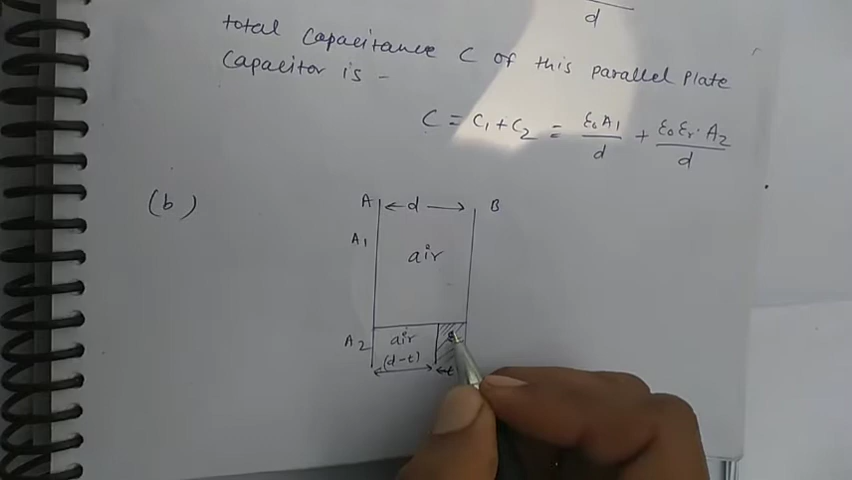 d
total Capacitance C of this parallel Plate
Capacitor is -
C = C₁ + C₂ = ε₀A₁/d + ε₀εᵣ·A₂/d
(b)
A ← d → B
A₁
air
A₂ air
(d-t) ← t